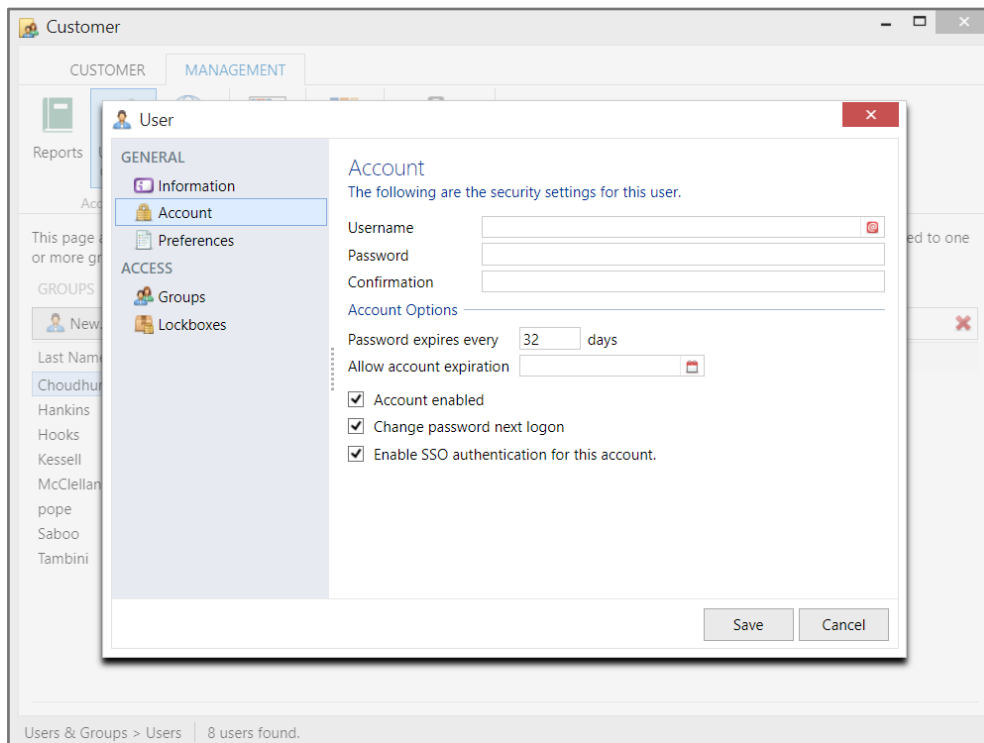 Customer
CUSTOMER MANAGEMENT
Reports
User
GENERAL
Information
Account
Preferences
ACCESS
Groups
Lockboxes
Account
The following are the security settings for this user.
Username
Password
Confirmation
Account Options
Password expires every 32 days
Allow account expiration
Account enabled
Change password next logon
Enable SSO authentication for this account.
Save Cancel
This page
ed to one
or more
GROUPS
New
Last Name
Choudhur
Hankins
Hooks
Kessell
McClellan
pope
Saboo
Tambini
Users & Groups > Users 8 users found.